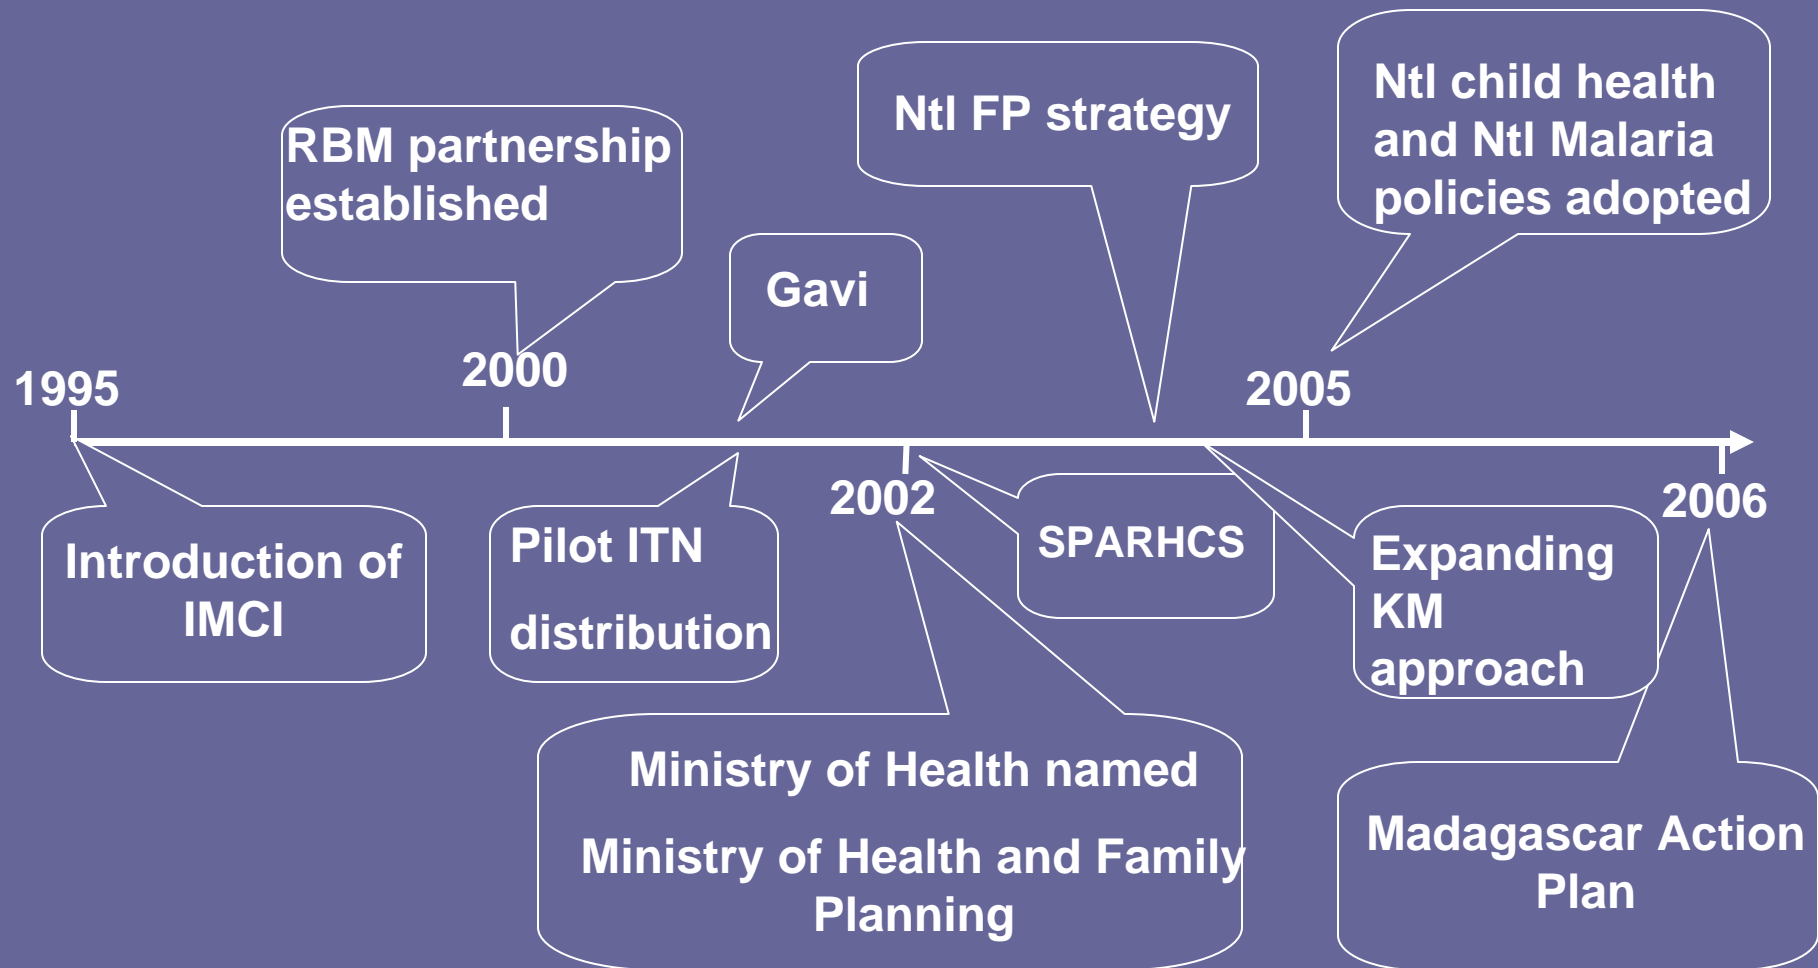 Ntl child health
and Ntl Malaria
policies adopted
Ntl FP strategy
RBM partnership
established
Gavi
1995
2000
2005
2002
2006
Introduction of
IMCI
Pilot ITN
distribution
SPARHCS
Expanding
KM
approach
Ministry of Health named
Ministry of Health and Family
Planning
Madagascar Action
Plan